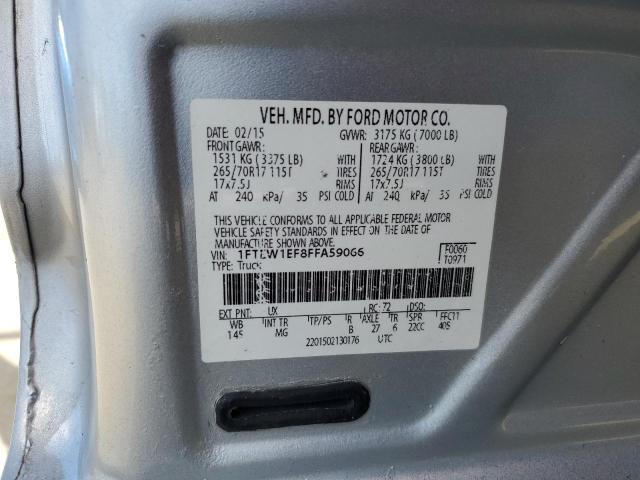 VEH. MFD. BY FORD MOTOR CO.
DATE: 02/15 GVWR: 3175 KG (7000 LB)
FRONT GAWR: REAR GAWR:
1531 KG (3375 LB) WITH 1724 KG (3800 LB) WITH
265/70R17 115T TIRES 265/70R17 115T TIRES
17x7.5J RIMS 17x7.5J RIMS
AT 240 kPa/ 35 PSI COLD AT 240 kPa/ 35 PSI COLD
THIS VEHICLE CONFORMS TO ALL APPLICABLE FEDERAL MOTOR
VEHICLE SAFETY STANDARDS IN EFFECT ON THE DATE OF
MANUFACTURE SHOWN ABOVE.
VIN: 1FTEW1EF8FFA59066 F0060
TYPE: Truck T0971
EXT PNT: UX RC: 72 DSO:
WB INT TR TP/PS R AXLE TR SPR
145 MG B 27 6 22CC
2201502130176 UTC